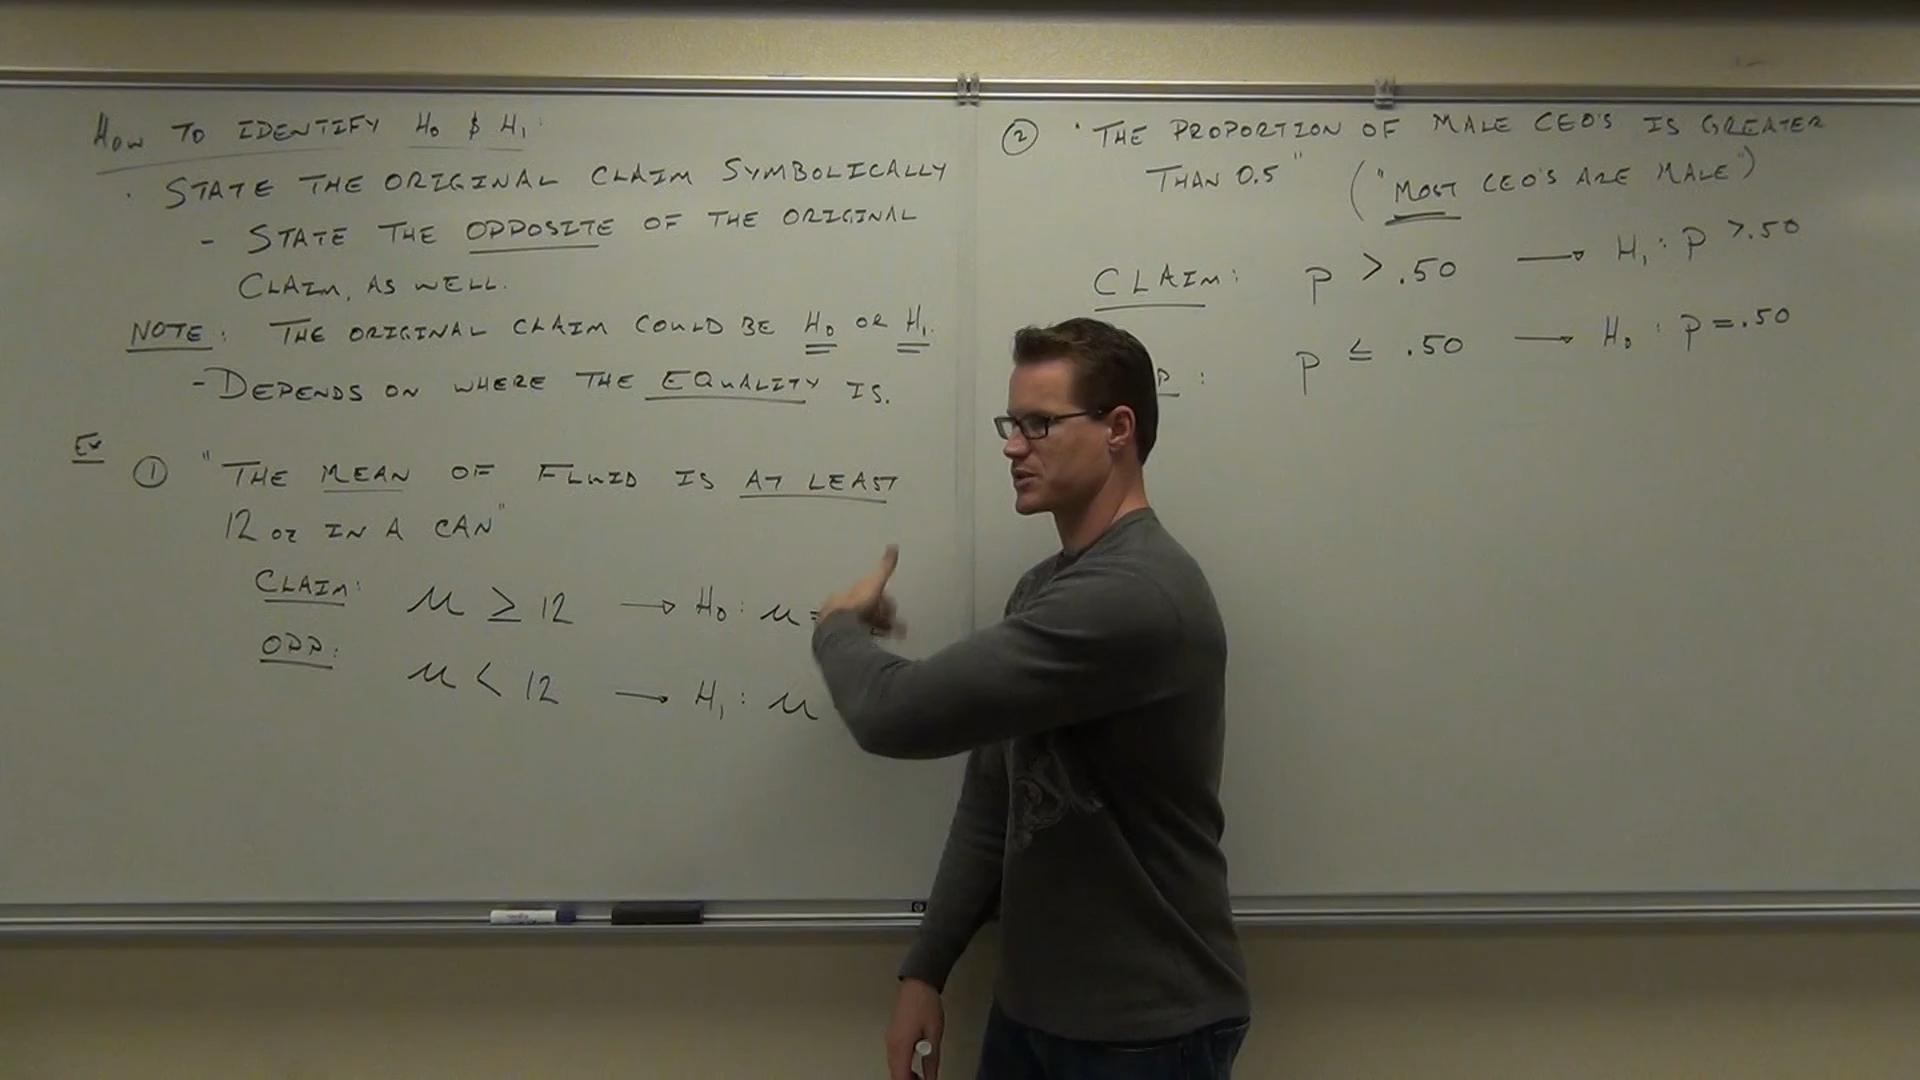 HOW TO IDENTIFY H₀ & H₁:
· STATE THE ORIGINAL CLAIM SYMBOLICALLY
- STATE THE OPPOSITE OF THE ORIGINAL
CLAIM, AS WELL.
NOTE: THE ORIGINAL CLAIM COULD BE H₀ OR H₁.
- DEPENDS ON WHERE THE EQUALITY IS.
EX
① "THE MEAN OF FLUID IS AT LEAST
12 oz IN A CAN"
CLAIM: μ ≥ 12 → H₀: μ =
OPP: μ < 12 → H₁: μ
② "THE PROPORTION OF MALE CEO'S IS GREATER
THAN 0.5" ("MOST CEO'S ARE MALE")
CLAIM: p > .50 → H₁: p > .50
P: p ≤ .50 → H₀: p = .50